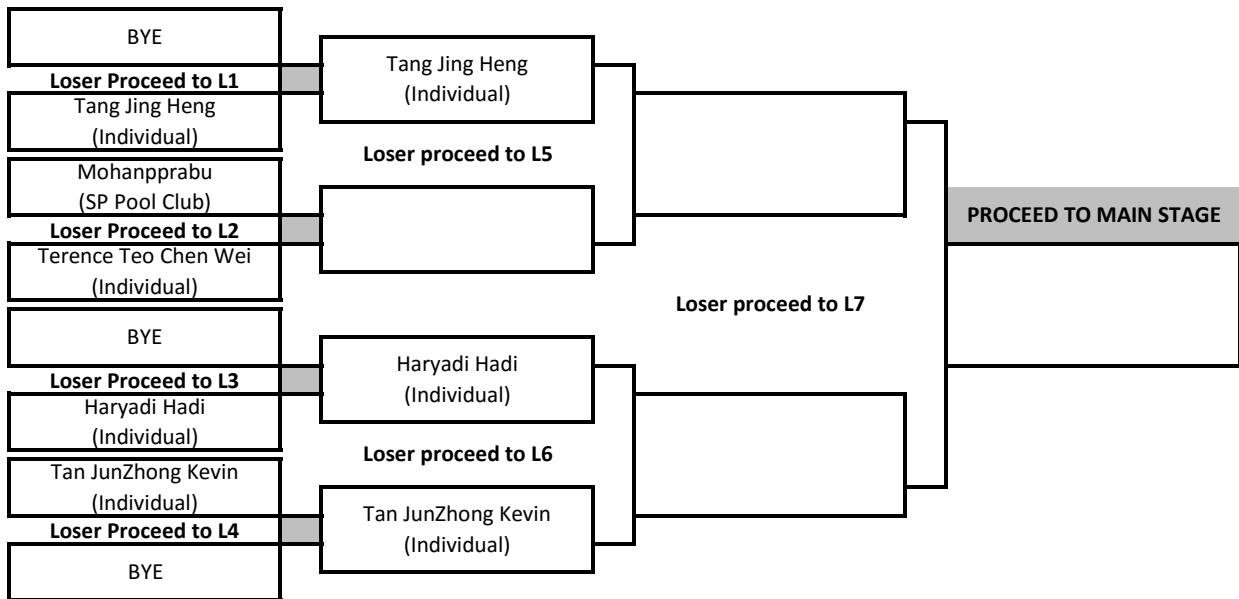 BYE
Loser Proceed to L1
Tang Jing Heng
(Individual)
Mohanpprabu
(SP Pool Club)
Loser Proceed to L2
Terence Teo Chen Wei
(Individual)
BYE
Loser Proceed to L3
Haryadi Hadi
(Individual)
Tan JunZhong Kevin
(Individual)
Loser Proceed to L4
BYE
Tang Jing Heng
(Individual)
Loser proceed to L5
Haryadi Hadi
(Individual)
Loser proceed to L6
Tan JunZhong Kevin
(Individual)
Loser proceed to L7
PROCEED TO MAIN STAGE